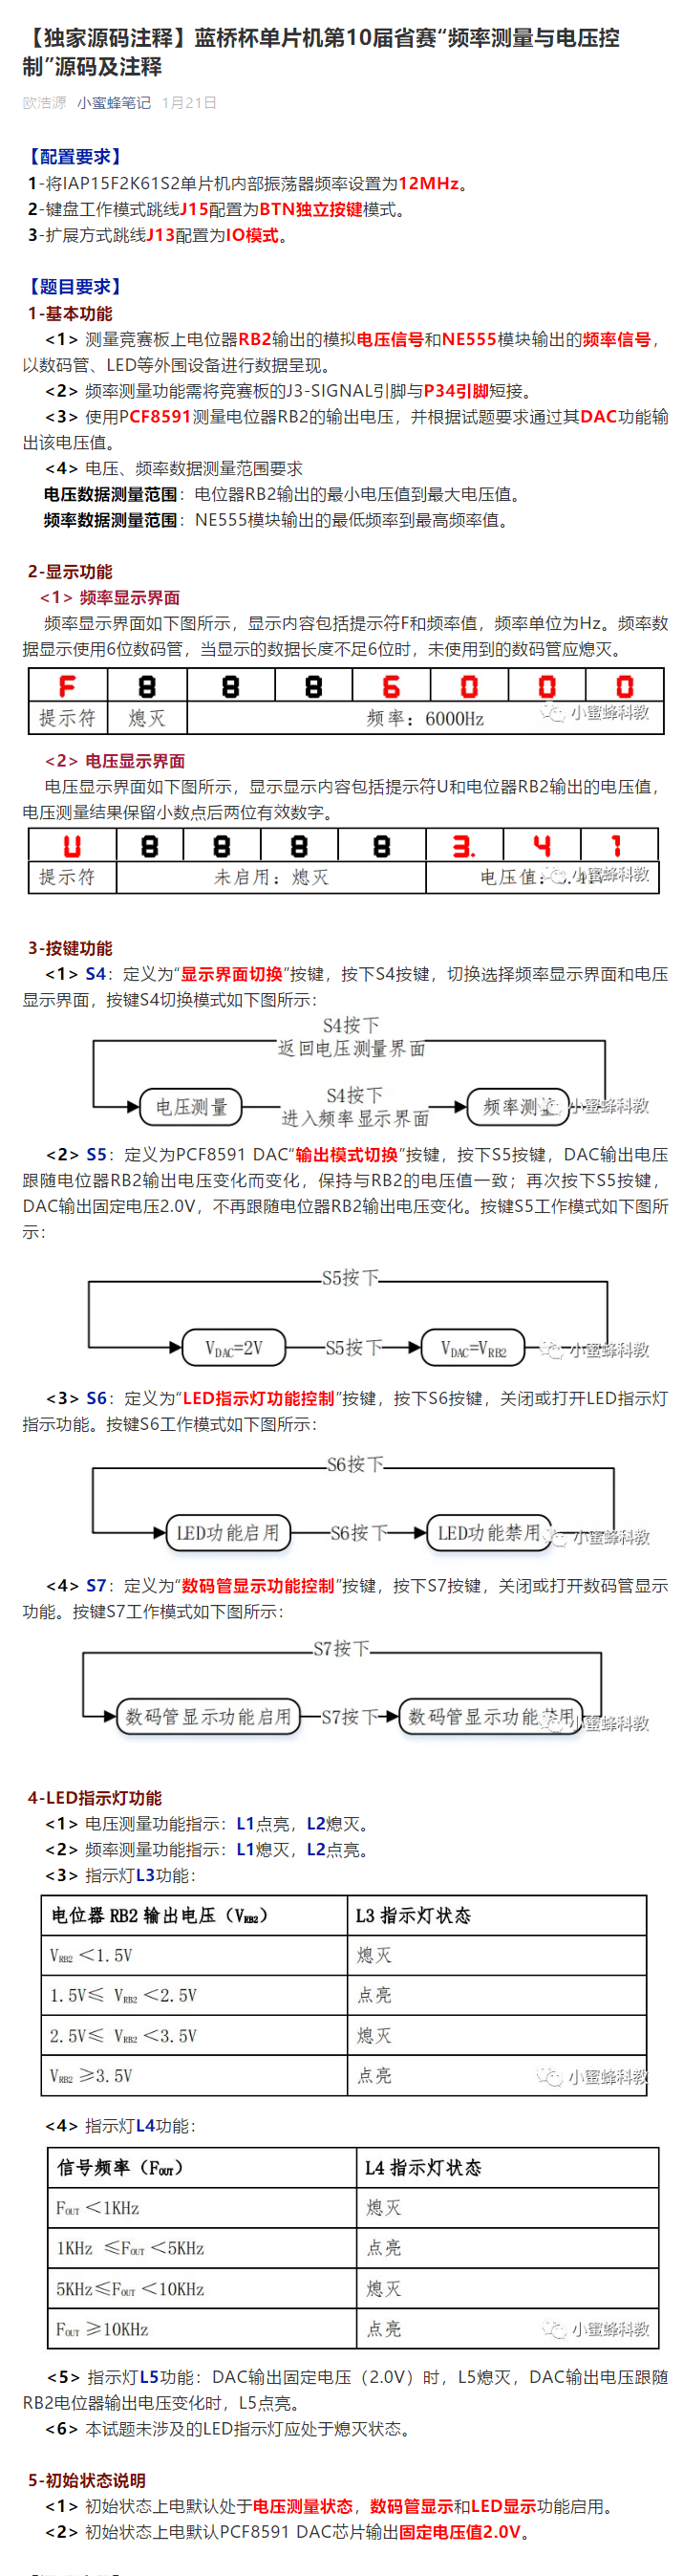 【独家源码注释】蓝桥杯单片机第10届省赛“频率测量与电压控
制”源码及注释
欧浩源 小蜜蜂笔记 1月21日
【配置要求】
1-将IAP15F2K61S2单片机内部振荡器频率设置为12MHz。
2-键盘工作模式跳线J15配置为BTN独立按键模式。
3-扩展方式跳线J13配置为IO模式。
【题目要求】
1-基本功能
<1> 测量竞赛板上电位器RB2输出的模拟电压信号和NE555模块输出的频率信号，
以数码管、LED等外围设备进行数据呈现。
<2> 频率测量功能需将竞赛板的J3-SIGNAL引脚与P34引脚短接。
<3> 使用PCF8591测量电位器RB2的输出电压，并根据试题要求通过其DAC功能输
出该电压值。
<4> 电压、频率数据测量范围要求
电压数据测量范围：电位器RB2输出的最小电压值到最大电压值。
频率数据测量范围：NE555模块输出的最低频率到最高频率值。
2-显示功能
<1> 频率显示界面
频率显示界面如下图所示，显示内容包括提示符F和频率值，频率单位为Hz。频率数
据显示使用6位数码管，当显示的数据长度不足6位时，未使用到的数码管应熄灭。
F 8 8 8 6 0 0 0
提示符 熄灭 频率：6000Hz 小蜜蜂科教
<2> 电压显示界面
电压显示界面如下图所示，显示显示内容包括提示符U和电位器RB2输出的电压值，
电压测量结果保留小数点后两位有效数字。
U 8 8 8 8 3. 4 1
提示符 未启用：熄灭 电压值：3.41V 小蜜蜂科教
3-按键功能
<1> S4：定义为“显示界面切换”按键，按下S4按键，切换选择频率显示界面和电压
显示界面，按键S4切换模式如下图所示：
S4按下
返回电压测量界面
电压测量 S4按下 频率测量 小蜜蜂科教
进入频率显示界面
<2> S5：定义为PCF8591 DAC“输出模式切换”按键，按下S5按键，DAC输出电压
跟随电位器RB2输出电压变化而变化，保持与RB2的电压值一致；再次按下S5按键，
DAC输出固定电压2.0V，不再跟随电位器RB2输出电压变化。按键S5工作模式如下图所
示：
S5按下
VDAC=2V S5按下 VDAC=VRB2 小蜜蜂科教
<3> S6：定义为“LED指示灯功能控制”按键，按下S6按键，关闭或打开LED指示灯
指示功能。按键S6工作模式如下图所示：
S6按下
LED功能启用 S6按下 LED功能禁用 小蜜蜂科教
<4> S7：定义为“数码管显示功能控制”按键，按下S7按键，关闭或打开数码管显示
功能。按键S7工作模式如下图所示：
S7按下
数码管显示功能启用 S7按下 数码管显示功能禁用 小蜜蜂科教
4-LED指示灯功能
<1> 电压测量功能指示：L1点亮，L2熄灭。
<2> 频率测量功能指示：L1熄灭，L2点亮。
<3> 指示灯L3功能：
电位器 RB2 输出电压（VRB2） L3 指示灯状态
VRB2 ＜1.5V 熄灭
1.5V≤ VRB2 ＜2.5V 点亮
2.5V≤ VRB2 ＜3.5V 熄灭
VRB2 ≥3.5V 点亮 小蜜蜂科教
<4> 指示灯L4功能：
信号频率（FOUT） L4 指示灯状态
FOUT ＜1KHz 熄灭
1KHz ≤FOUT ＜5KHz 点亮
5KHz≤FOUT ＜10KHz 熄灭
FOUT ≥10KHz 点亮 小蜜蜂科教
<5> 指示灯L5功能：DAC输出固定电压（2.0V）时，L5熄灭，DAC输出电压跟随
RB2电位器输出电压变化时，L5点亮。
<6> 本试题未涉及的LED指示灯应处于熄灭状态。
5-初始状态说明
<1> 初始状态上电默认处于电压测量状态，数码管显示和LED显示功能启用。
<2> 初始状态上电默认PCF8591 DAC芯片输出固定电压值2.0V。